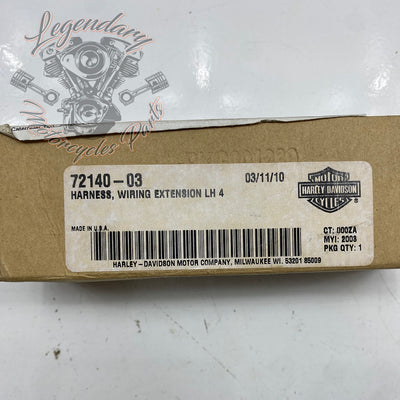 Legendary
Motorcycles Parts
72140-03
03/11/10
HARNESS, WIRING EXTENSION LH 4
MADE IN U.S.A.
MOTOR
HARLEY-DAVIDSON
CYCLES
®
CT: 000ZA
MYI: 2003
PKG QTY: 1
HARLEY-DAVIDSON MOTOR COMPANY, MILWAUKEE WI. 53201 85009